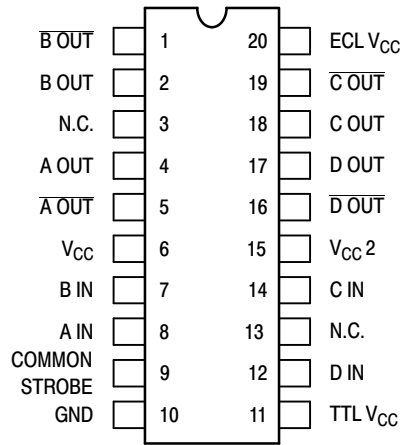 B OUT 1 20 ECL VCC
B OUT 2 19 C OUT
N.C. 3 18 C OUT
A OUT 4 17 D OUT
A OUT 5 16 D OUT
VCC 6 15 VCC 2
B IN 7 14 C IN
A IN 8 13 N.C.
COMMON
STROBE 9 12 D IN
GND 10 11 TTL VCC